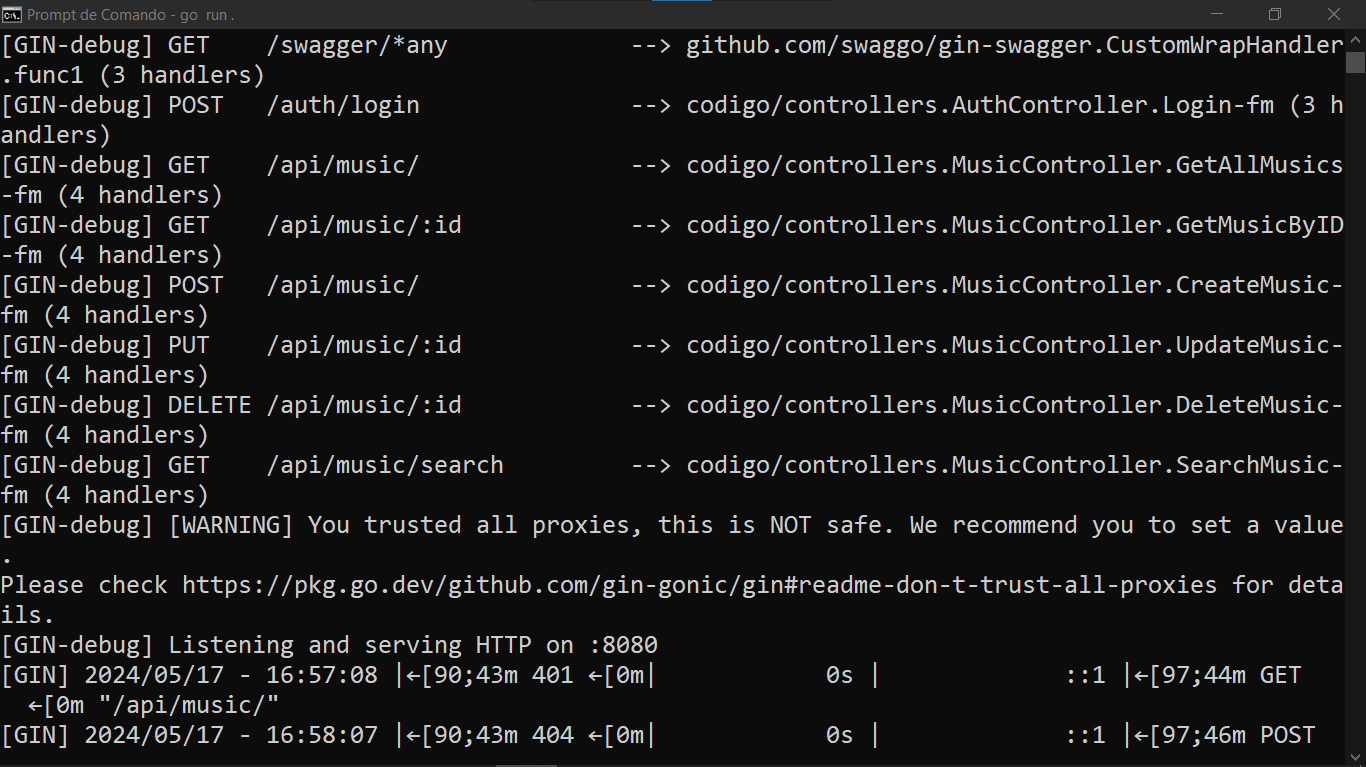 Prompt de Comando - go run .
[GIN-debug] GET    /swagger/*any             --> github.com/swaggo/gin-swagger.CustomWrapHandler
.func1 (3 handlers)
[GIN-debug] POST   /auth/login               --> codigo/controllers.AuthController.Login-fm (3 h
andlers)
[GIN-debug] GET    /api/music/               --> codigo/controllers.MusicController.GetAllMusics
-fm (4 handlers)
[GIN-debug] GET    /api/music/:id            --> codigo/controllers.MusicController.GetMusicByID
-fm (4 handlers)
[GIN-debug] POST   /api/music/               --> codigo/controllers.MusicController.CreateMusic-
fm (4 handlers)
[GIN-debug] PUT    /api/music/:id            --> codigo/controllers.MusicController.UpdateMusic-
fm (4 handlers)
[GIN-debug] DELETE /api/music/:id            --> codigo/controllers.MusicController.DeleteMusic-
fm (4 handlers)
[GIN-debug] GET    /api/music/search         --> codigo/controllers.MusicController.SearchMusic-
fm (4 handlers)
[GIN-debug] [WARNING] You trusted all proxies, this is NOT safe. We recommend you to set a value
.
Please check https://pkg.go.dev/github.com/gin-gonic/gin#readme-don-t-trust-all-proxies for deta
ils.
[GIN-debug] Listening and serving HTTP on :8080
[GIN] 2024/05/17 - 16:57:08 |←[90;43m 401 ←[0m|            0s |             ::1 |←[97;44m GET
  ←[0m "/api/music/"
[GIN] 2024/05/17 - 16:58:07 |←[90;43m 404 ←[0m|            0s |             ::1 |←[97;46m POST